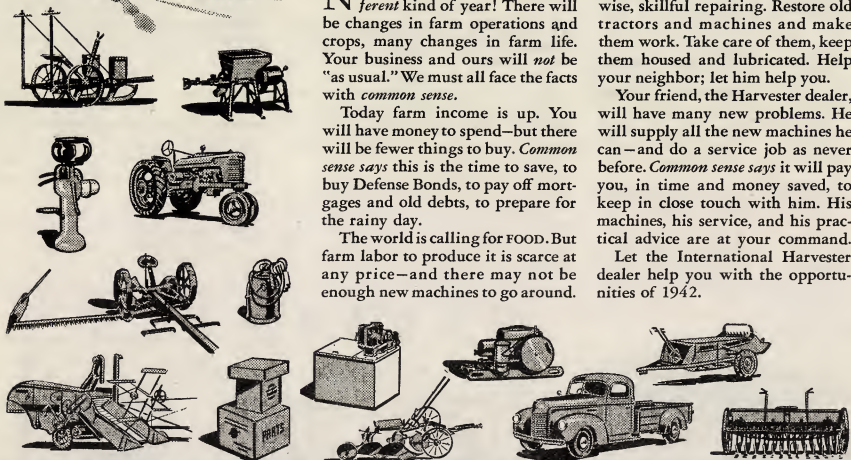 ferent kind of year! There will
be changes in farm operations and
crops, many changes in farm life.
Your business and ours will not be
"as usual." We must all face the facts
with common sense.
Today farm income is up. You
will have money to spend—but there
will be fewer things to buy. Common
sense says this is the time to save, to
buy Defense Bonds, to pay off mort-
gages and old debts, to prepare for
the rainy day.
The world is calling for FOOD. But
farm labor to produce it is scarce at
any price—and there may not be
enough new machines to go around.
wise, skillful repairing. Restore old
tractors and machines and make
them work. Take care of them, keep
them housed and lubricated. Help
your neighbor; let him help you.
Your friend, the Harvester dealer,
will have many new problems. He
will supply all the new machines he
can—and do a service job as never
before. Common sense says it will pay
you, in time and money saved, to
keep in close touch with him. His
machines, his service, and his prac-
tical advice are at your command.
Let the International Harvester
dealer help you with the opportu-
nities of 1942.
PARTS